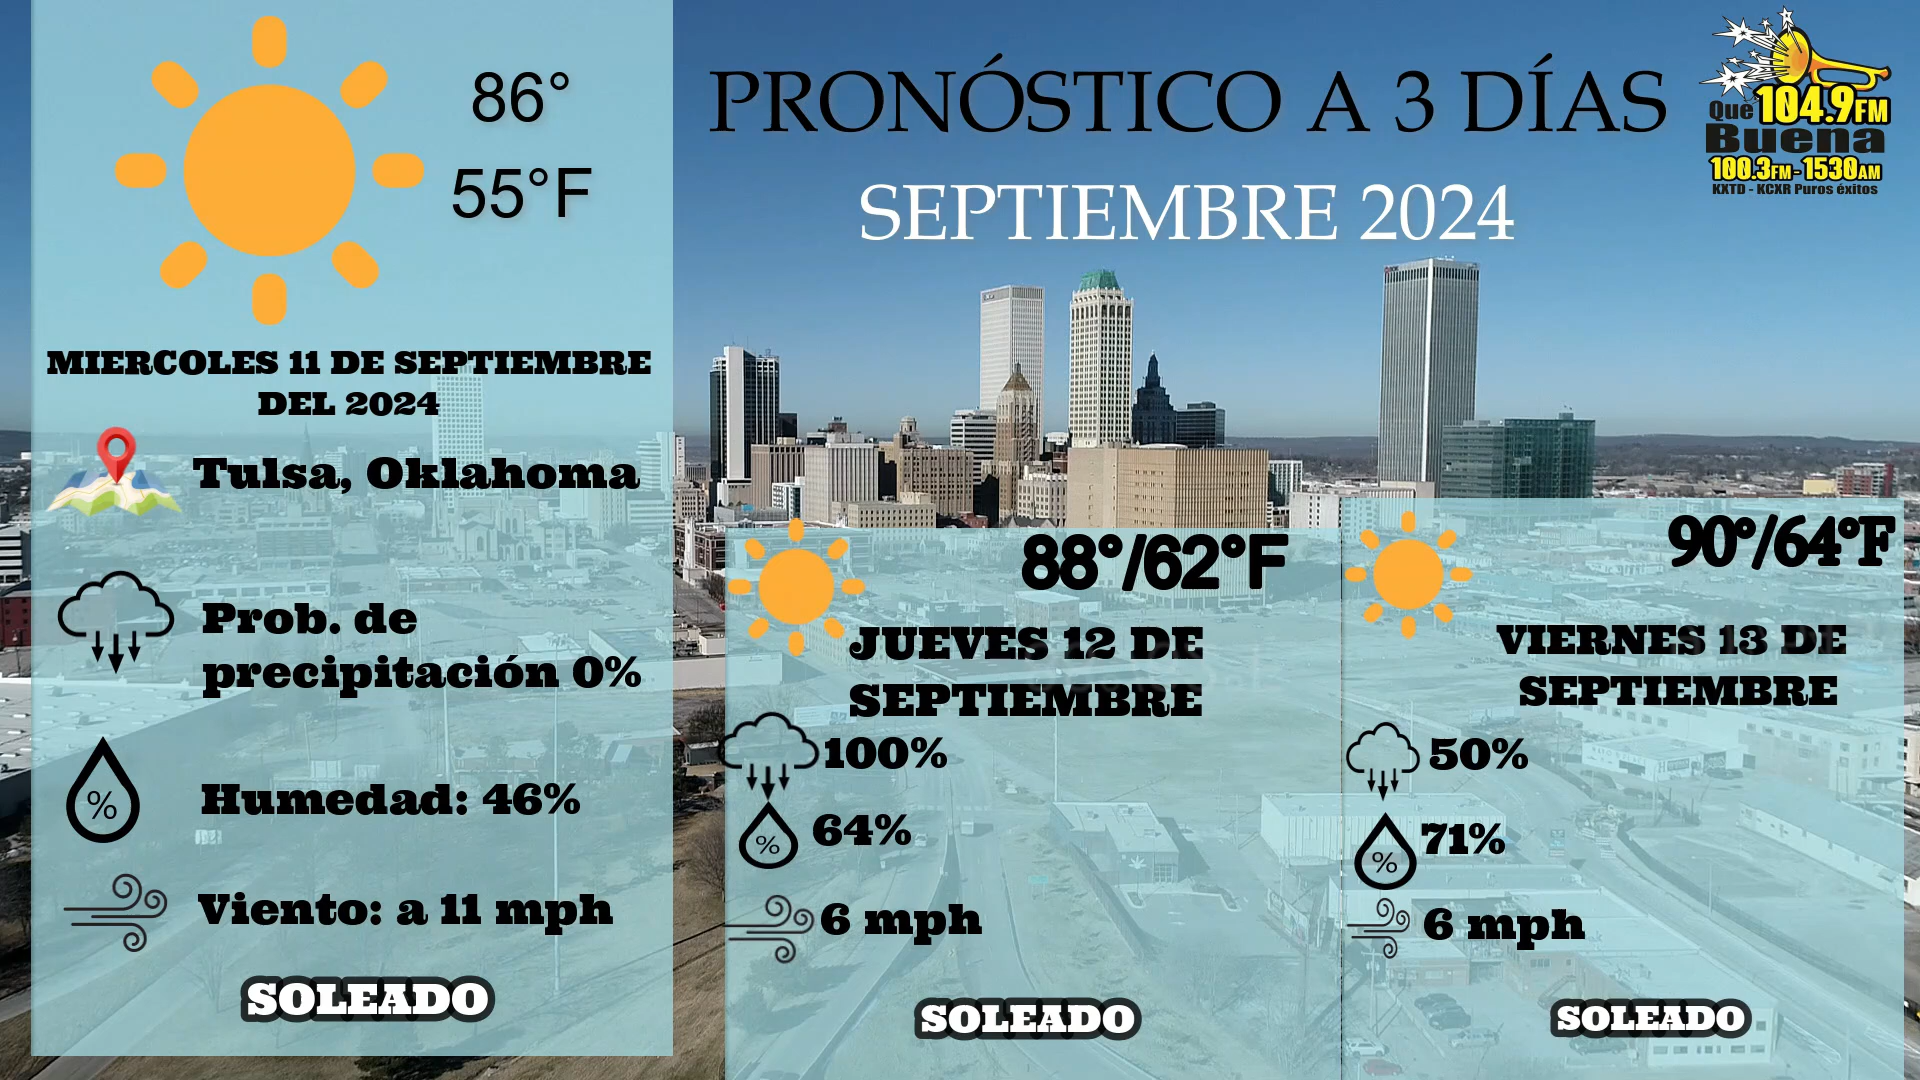 86°
55°F
MIERCOLES 11 DE SEPTIEMBRE
DEL 2024
Tulsa, Oklahoma
Prob. de
precipitación 0%
%
Humedad: 46%
Viento: a 11 mph
SOLEADO
PRONÓSTICO A 3 DÍAS
SEPTIEMBRE 2024
Que 104.9FM
Buena
100.3FM-1530AM
KXTD - KCXR Puros éxitos
88°/62°F
JUEVES 12 DE
SEPTIEMBRE
100%
%
64%
6 mph
SOLEADO
90°/64°F
VIERNES 13 DE
SEPTIEMBRE
50%
%
71%
6 mph
SOLEADO